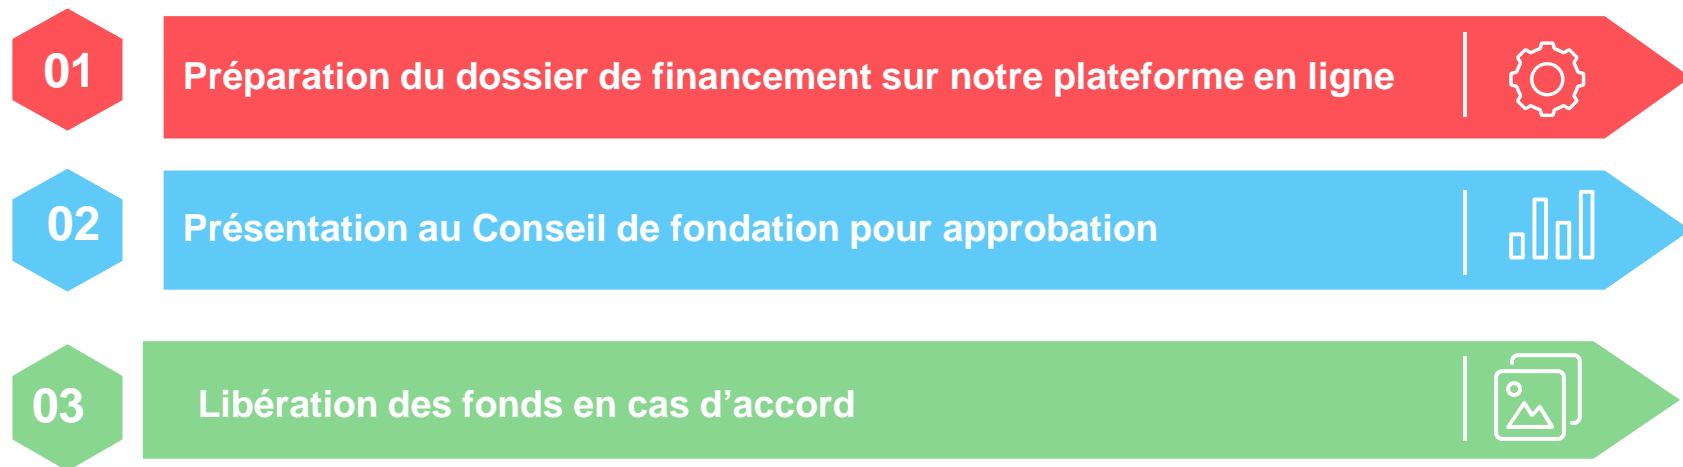 01
Préparation du dossier de financement sur notre plateforme en ligne
02
Présentation au Conseil de fondation pour approbation
03
Libération des fonds en cas d’accord